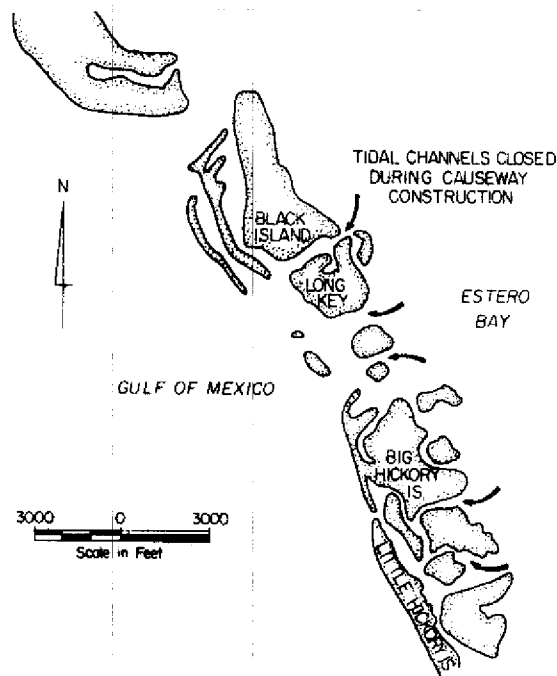 TIDAL CHANNELS CLOSED
DURING CAUSEWAY
CONSTRUCTION
N
BLACK
ISLAND
LONG
KEY
ESTERO
BAY
GULF OF MEXICO
BIG
HICKORY
IS.
3000 0 3000
Scale in Feet
LITTLE HICKORY IS.